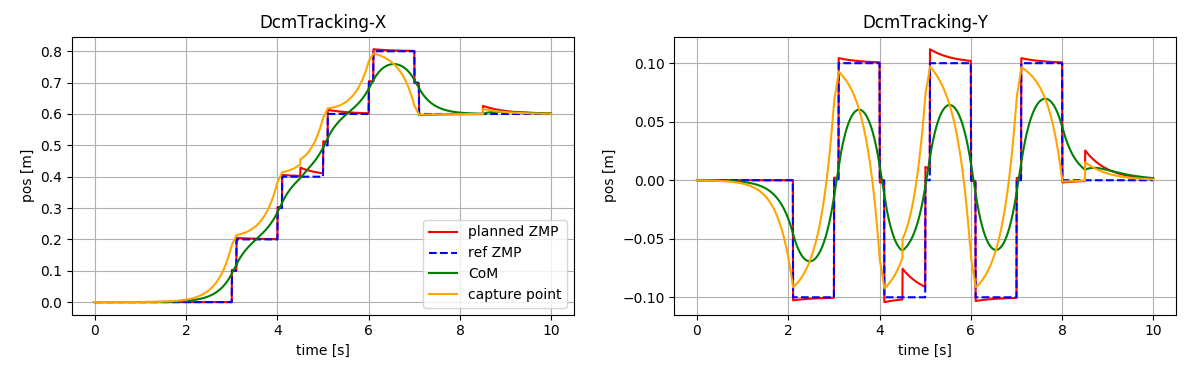 DcmTracking-X
pos [m]
0.8
0.7
0.6
0.5
0.4
0.3
0.2
0.1
0.0
0 2 4 6 8 10
time [s]
planned ZMP
ref ZMP
CoM
capture point
DcmTracking-Y
pos [m]
0.10
0.05
0.00
−0.05
−0.10
0 2 4 6 8 10
time [s]